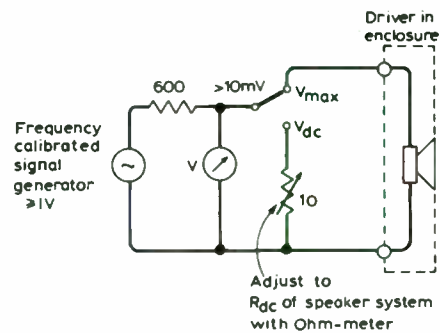 Driver in
enclosure
600
>10mV
Vmax
Vdc
Frequency
calibrated
signal
generator
⩾1V
~
V
10
Adjust to
Rdc of speaker system
with Ohm-meter